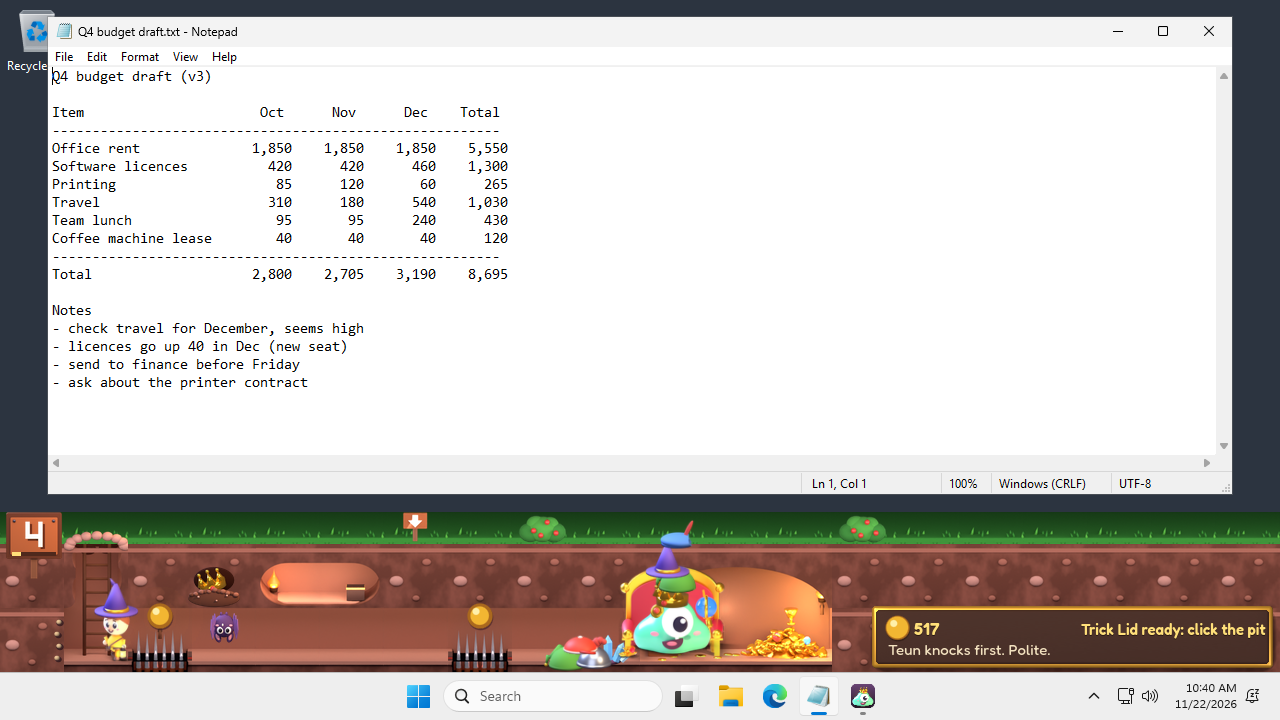 Recycle
Q4 budget draft.txt - Notepad
File Edit Format View Help
Q4 budget draft (v3)
Item Oct Nov Dec Total
--------------------------------------------------------
Office rent 1,850 1,850 1,850 5,550
Software licences 420 420 460 1,300
Printing 85 120 60 265
Travel 310 180 540 1,030
Team lunch 95 95 240 430
Coffee machine lease 40 40 40 120
--------------------------------------------------------
Total 2,800 2,705 3,190 8,695
Notes
- check travel for December, seems high
- licences go up 40 in Dec (new seat)
- send to finance before Friday
- ask about the printer contract
Ln 1, Col 1 100% Windows (CRLF) UTF-8
4
517 Trick Lid ready: click the pit
Teun knocks first. Polite.
Search
10:40 AM
11/22/2026